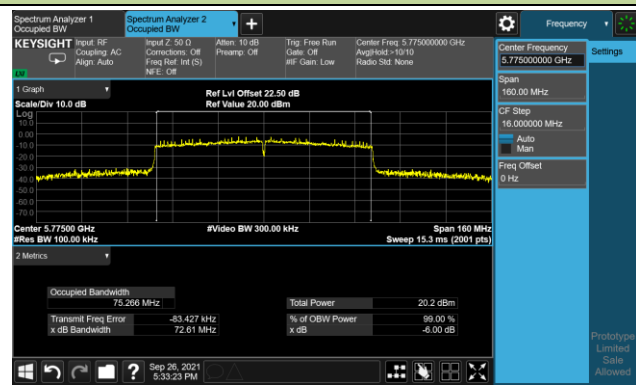 Spectrum Analyzer 1
Occupied BW
Spectrum Analyzer 2
Occupied BW
+
Frequency
KEYSIGHT
Input: RF
Coupling: AC
Align: Auto
Input Z: 50 Ω
Corrections: Off
Freq Ref: Int (S)
NFE: Off
Atten: 10 dB
Preamp: Off
Trig: Free Run
Gate: Off
#IF Gain: Low
Center Freq: 5.775000000 GHz
Avg|Hold:>10/10
Radio Std: None
Center Frequency
5.775000000 GHz
Settings
Span
160.00 MHz
CF Step
16.000000 MHz
Auto
Man
Freq Offset
0 Hz
1 Graph
Scale/Div 10.0 dB
Ref Lvl Offset 22.50 dB
Ref Value 20.00 dBm
Log
10.0
0.00
-10.0
-20.0
-30.0
-40.0
-50.0
-60.0
-70.0
Center 5.77500 GHz
#Video BW 300.00 kHz
Span 160 MHz
#Res BW 100.00 kHz
Sweep 15.3 ms (2001 pts)
2 Metrics
Occupied Bandwidth
75.266 MHz
Total Power 20.2 dBm
Transmit Freq Error -83.427 kHz
% of OBW Power 99.00 %
x dB Bandwidth 72.61 MHz
x dB -6.00 dB
Sep 26, 2021
5:33:23 PM
Prototype
Limited
Sale
Allowed